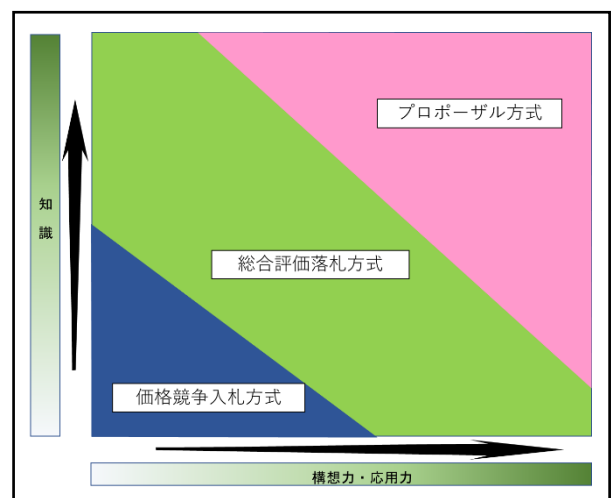 プロポーザル方式
知識
総合評価落札方式
価格競争入札方式
構想力・応用力